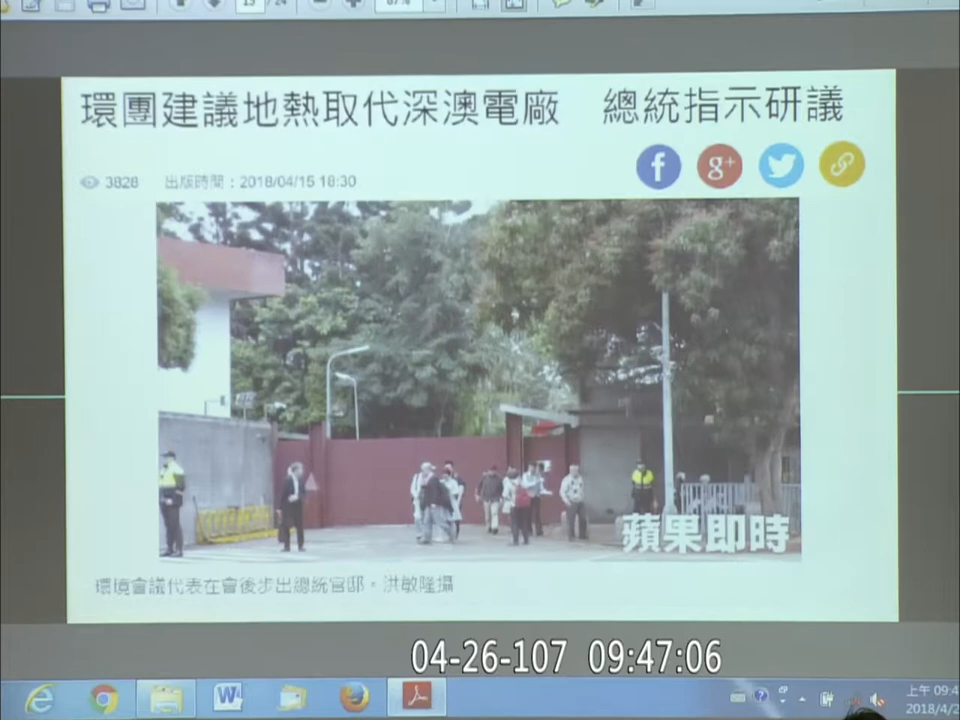 環團建議地熱取代深澳電廠 總統指示研議
3828 出版時間：2018/04/15 18:30
f g+
蘋果即時
環境會議代表在會後步出總統官邸。洪敏隆攝
04-26-107 09:47:06
W
上午 09:4
2018/4/2